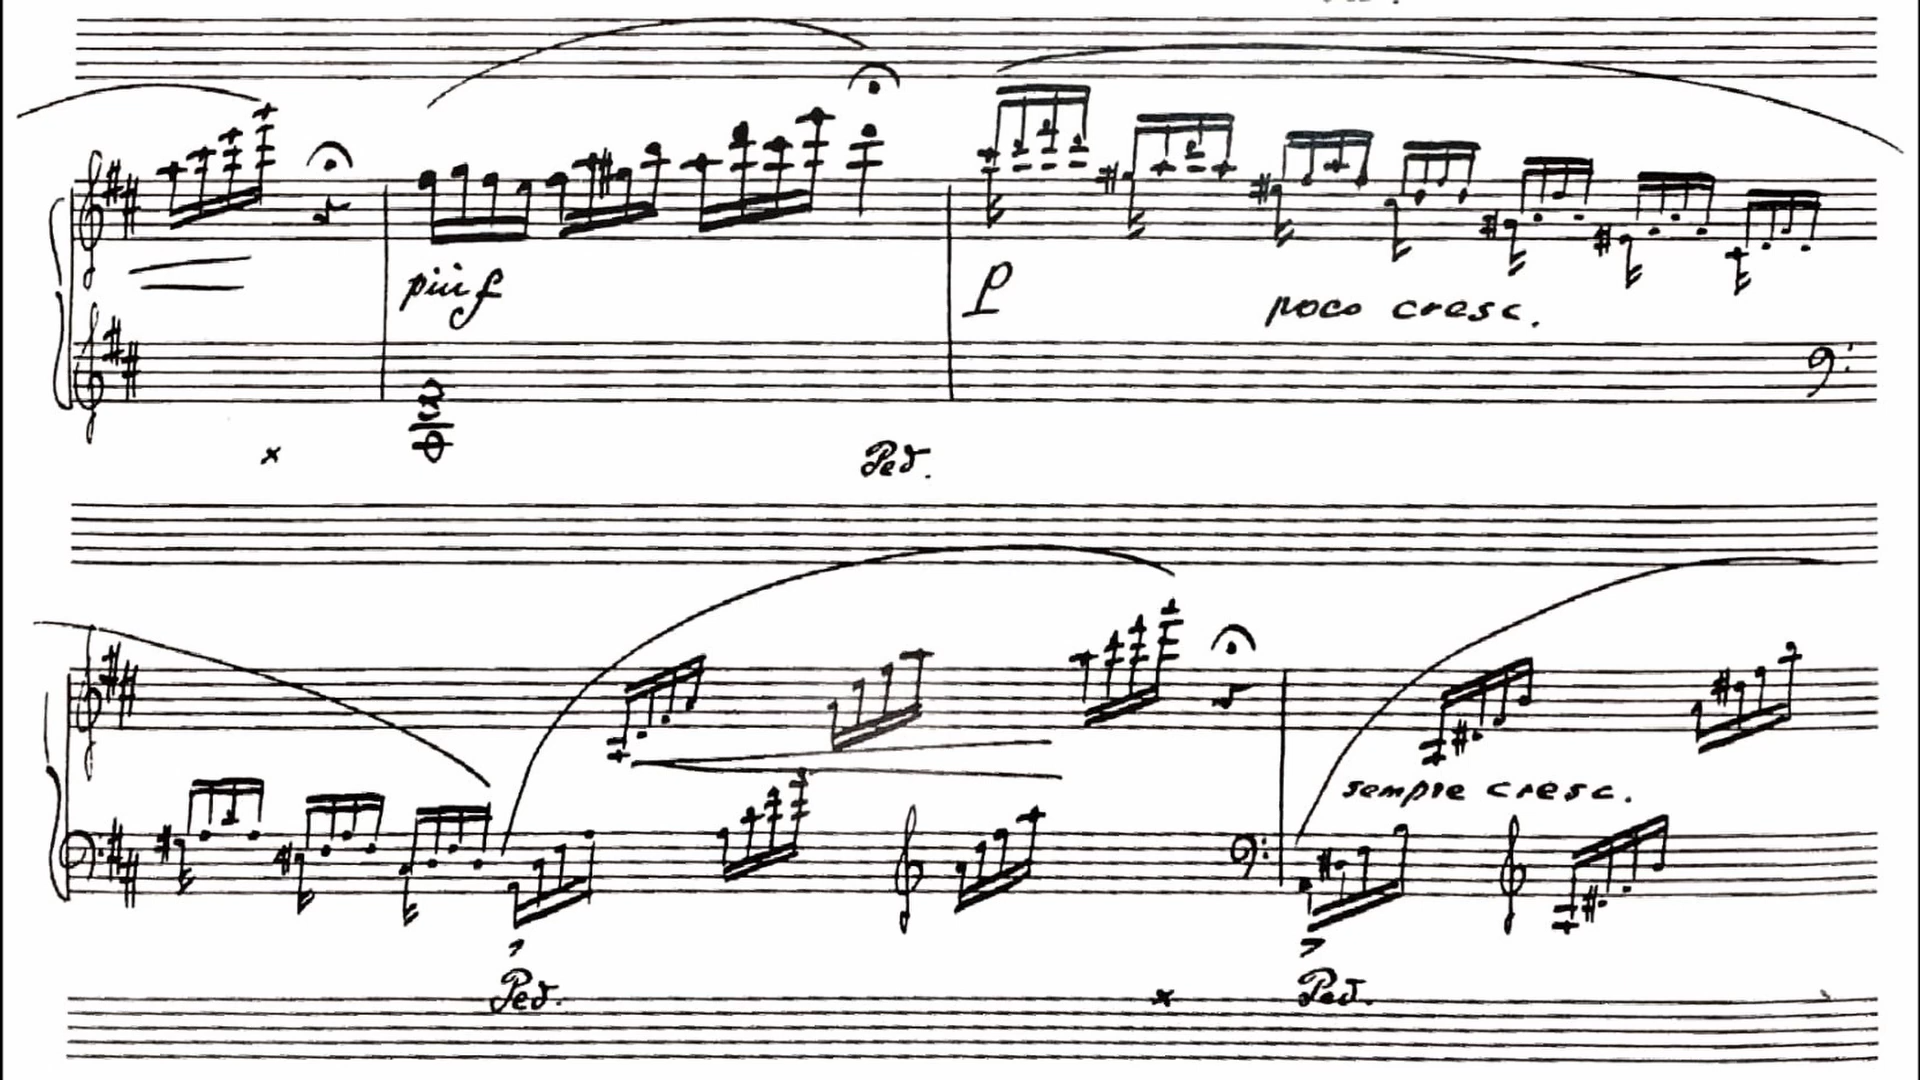 più f
p poco cresc.
Ped.
sempre cresc.
Ped. Ped.